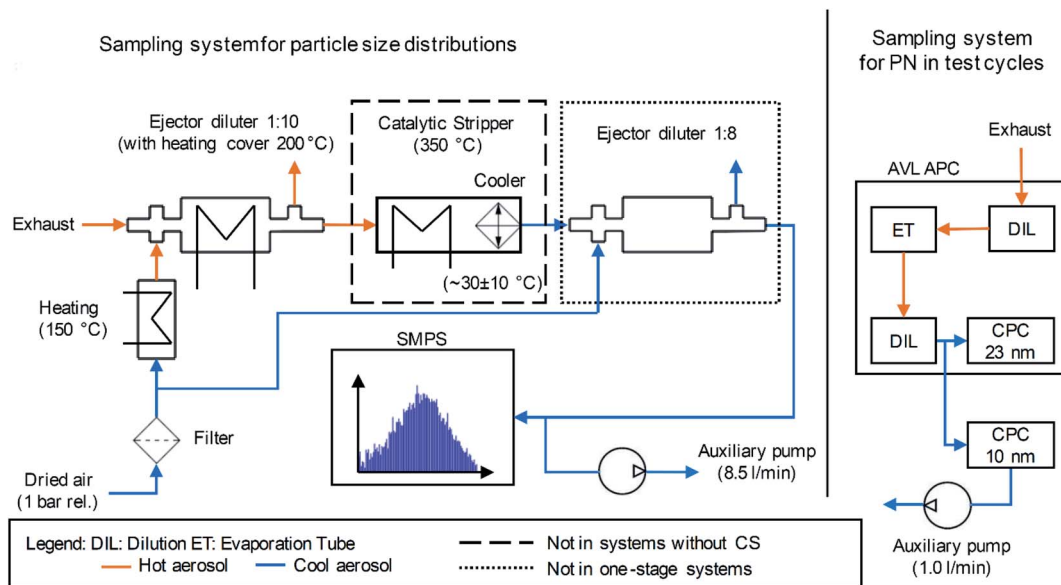 Sampling system for particle size distributions
Ejector diluter 1:10
(with heating cover 200 °C)
Catalytic Stripper
(350 °C)
Cooler
Ejector diluter 1:8
Exhaust
(~30±10 °C)
Heating
(150 °C)
SMPS
Filter
Dried air
(1 bar rel.)
Auxiliary pump
(8.5 l/min)
Sampling system
for PN in test cycles
Exhaust
AVL APC
ET
DIL
DIL
CPC
23 nm
CPC
10 nm
Auxiliary pump
(1.0 l/min)
Legend: DIL: Dilution ET: Evaporation Tube
Hot aerosol
Cool aerosol
Not in systems without CS
Not in one-stage systems